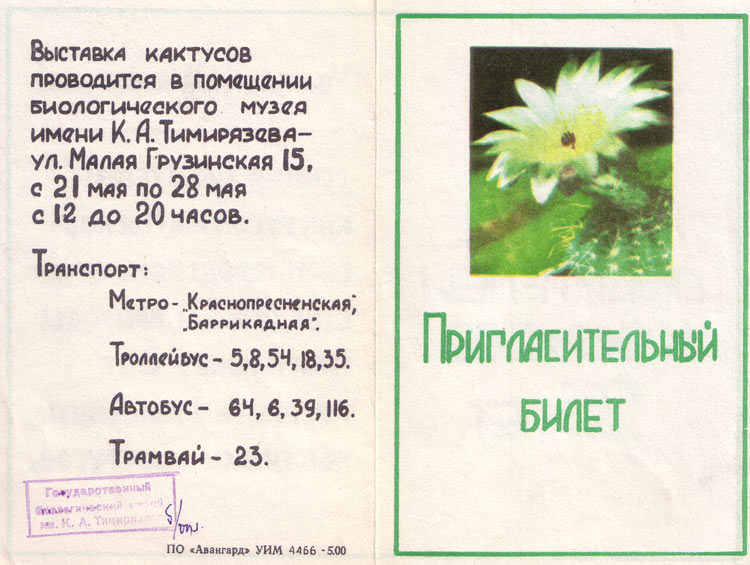 Выставка кактусов
проводится в помещении
биологического музея
имени К. А. Тимирязева—
ул. Малая Грузинская 15,
с 21 мая по 28 мая
с 12 до 20 часов.
Транспорт:
Метро - „Краснопресненская",
„Баррикадная".
Троллейбус - 5,8,54,18,35.
Автобус - 64, 6, 39, 116.
Трамвай - 23.
Государственный
биологический музей
им. К. А. Тимирязева
ПО «Авангард» УИМ 4466 -5.00
Пригласительный
билет